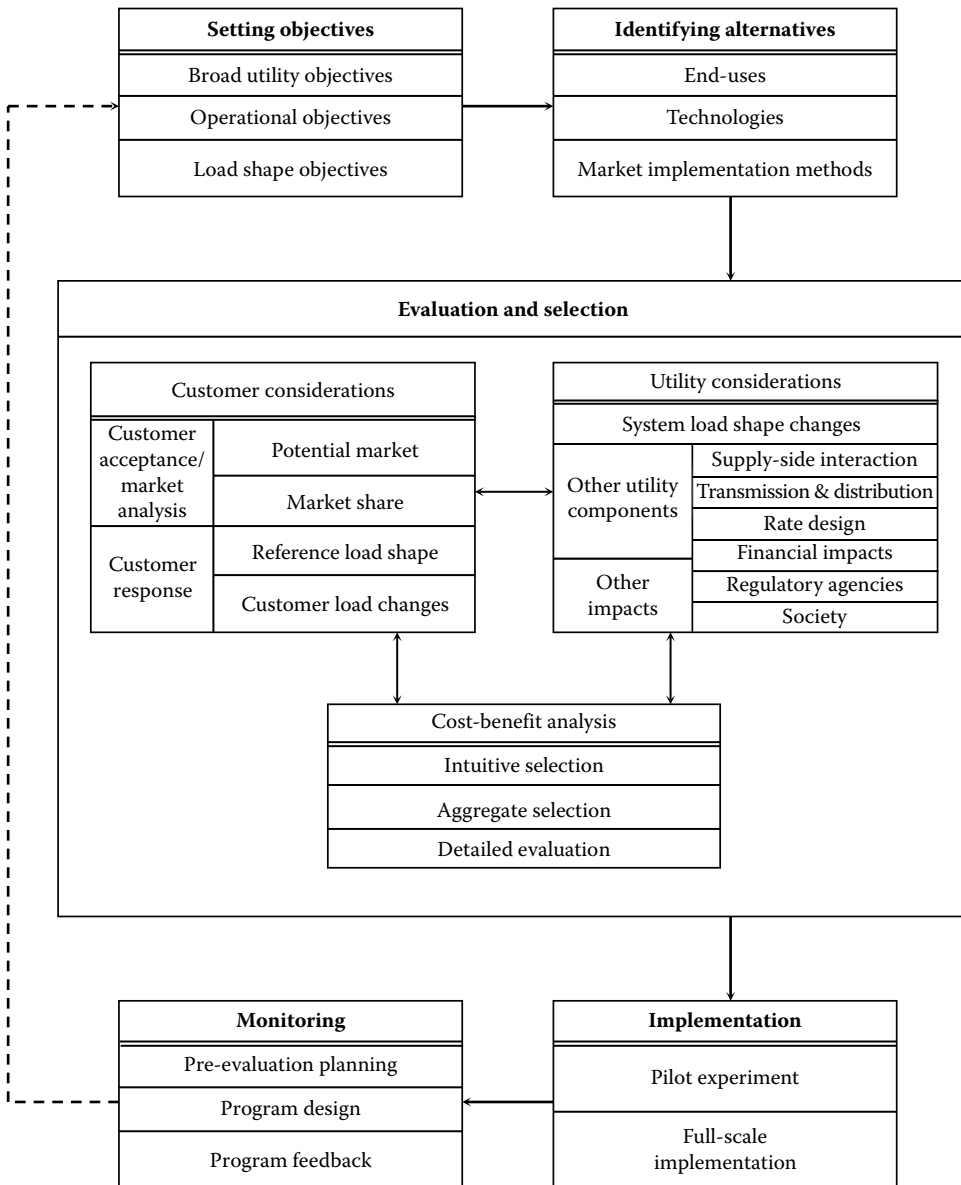 Setting objectives
Broad utility objectives
Operational objectives
Load shape objectives
Identifying alternatives
End-uses
Technologies
Market implementation methods
Evaluation and selection
Customer considerations
Customer
acceptance/
market
analysis
Potential market
Market share
Customer
response
Reference load shape
Customer load changes
Utility considerations
System load shape changes
Other utility
components
Supply-side interaction
Transmission & distribution
Rate design
Financial impacts
Other
impacts
Regulatory agencies
Society
Cost-benefit analysis
Intuitive selection
Aggregate selection
Detailed evaluation
Monitoring
Pre-evaluation planning
Program design
Program feedback
Implementation
Pilot experiment
Full-scale
implementation